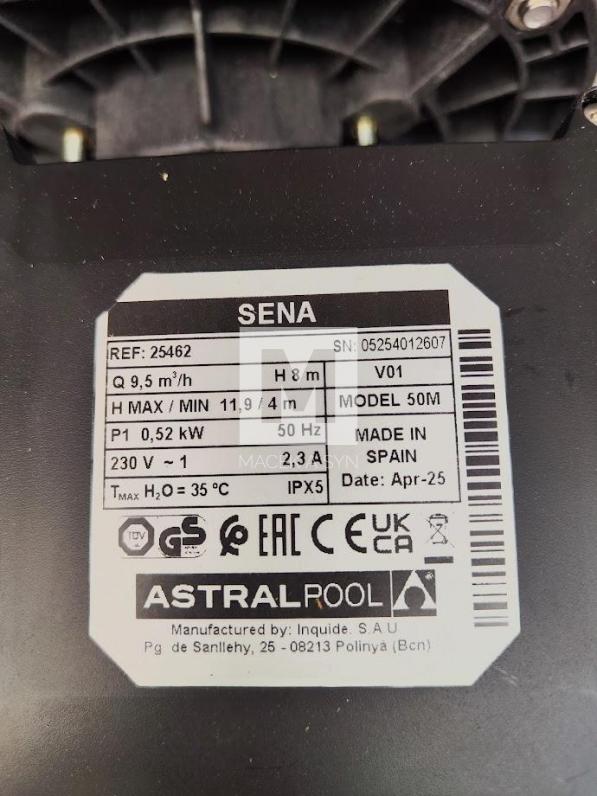 SENA
REF: 25462 SN: 05254012607
Q 9,5 m³/h H 8 m V01
H MAX / MIN 11,9 / 4 m MODEL 50M
P1 0,52 kW 50 Hz MADE IN
SPAIN
230 V ~ 1 2,3 A
Date: Apr-25
TMAX H₂O = 35 ºC IPX5
TÜV GS EAC CE UK
CA
ASTRALPOOL
Manufactured by: Inquide. S.A.U
Pg. de Sanllehy, 25 - 08213 Polinyà (Bcn)